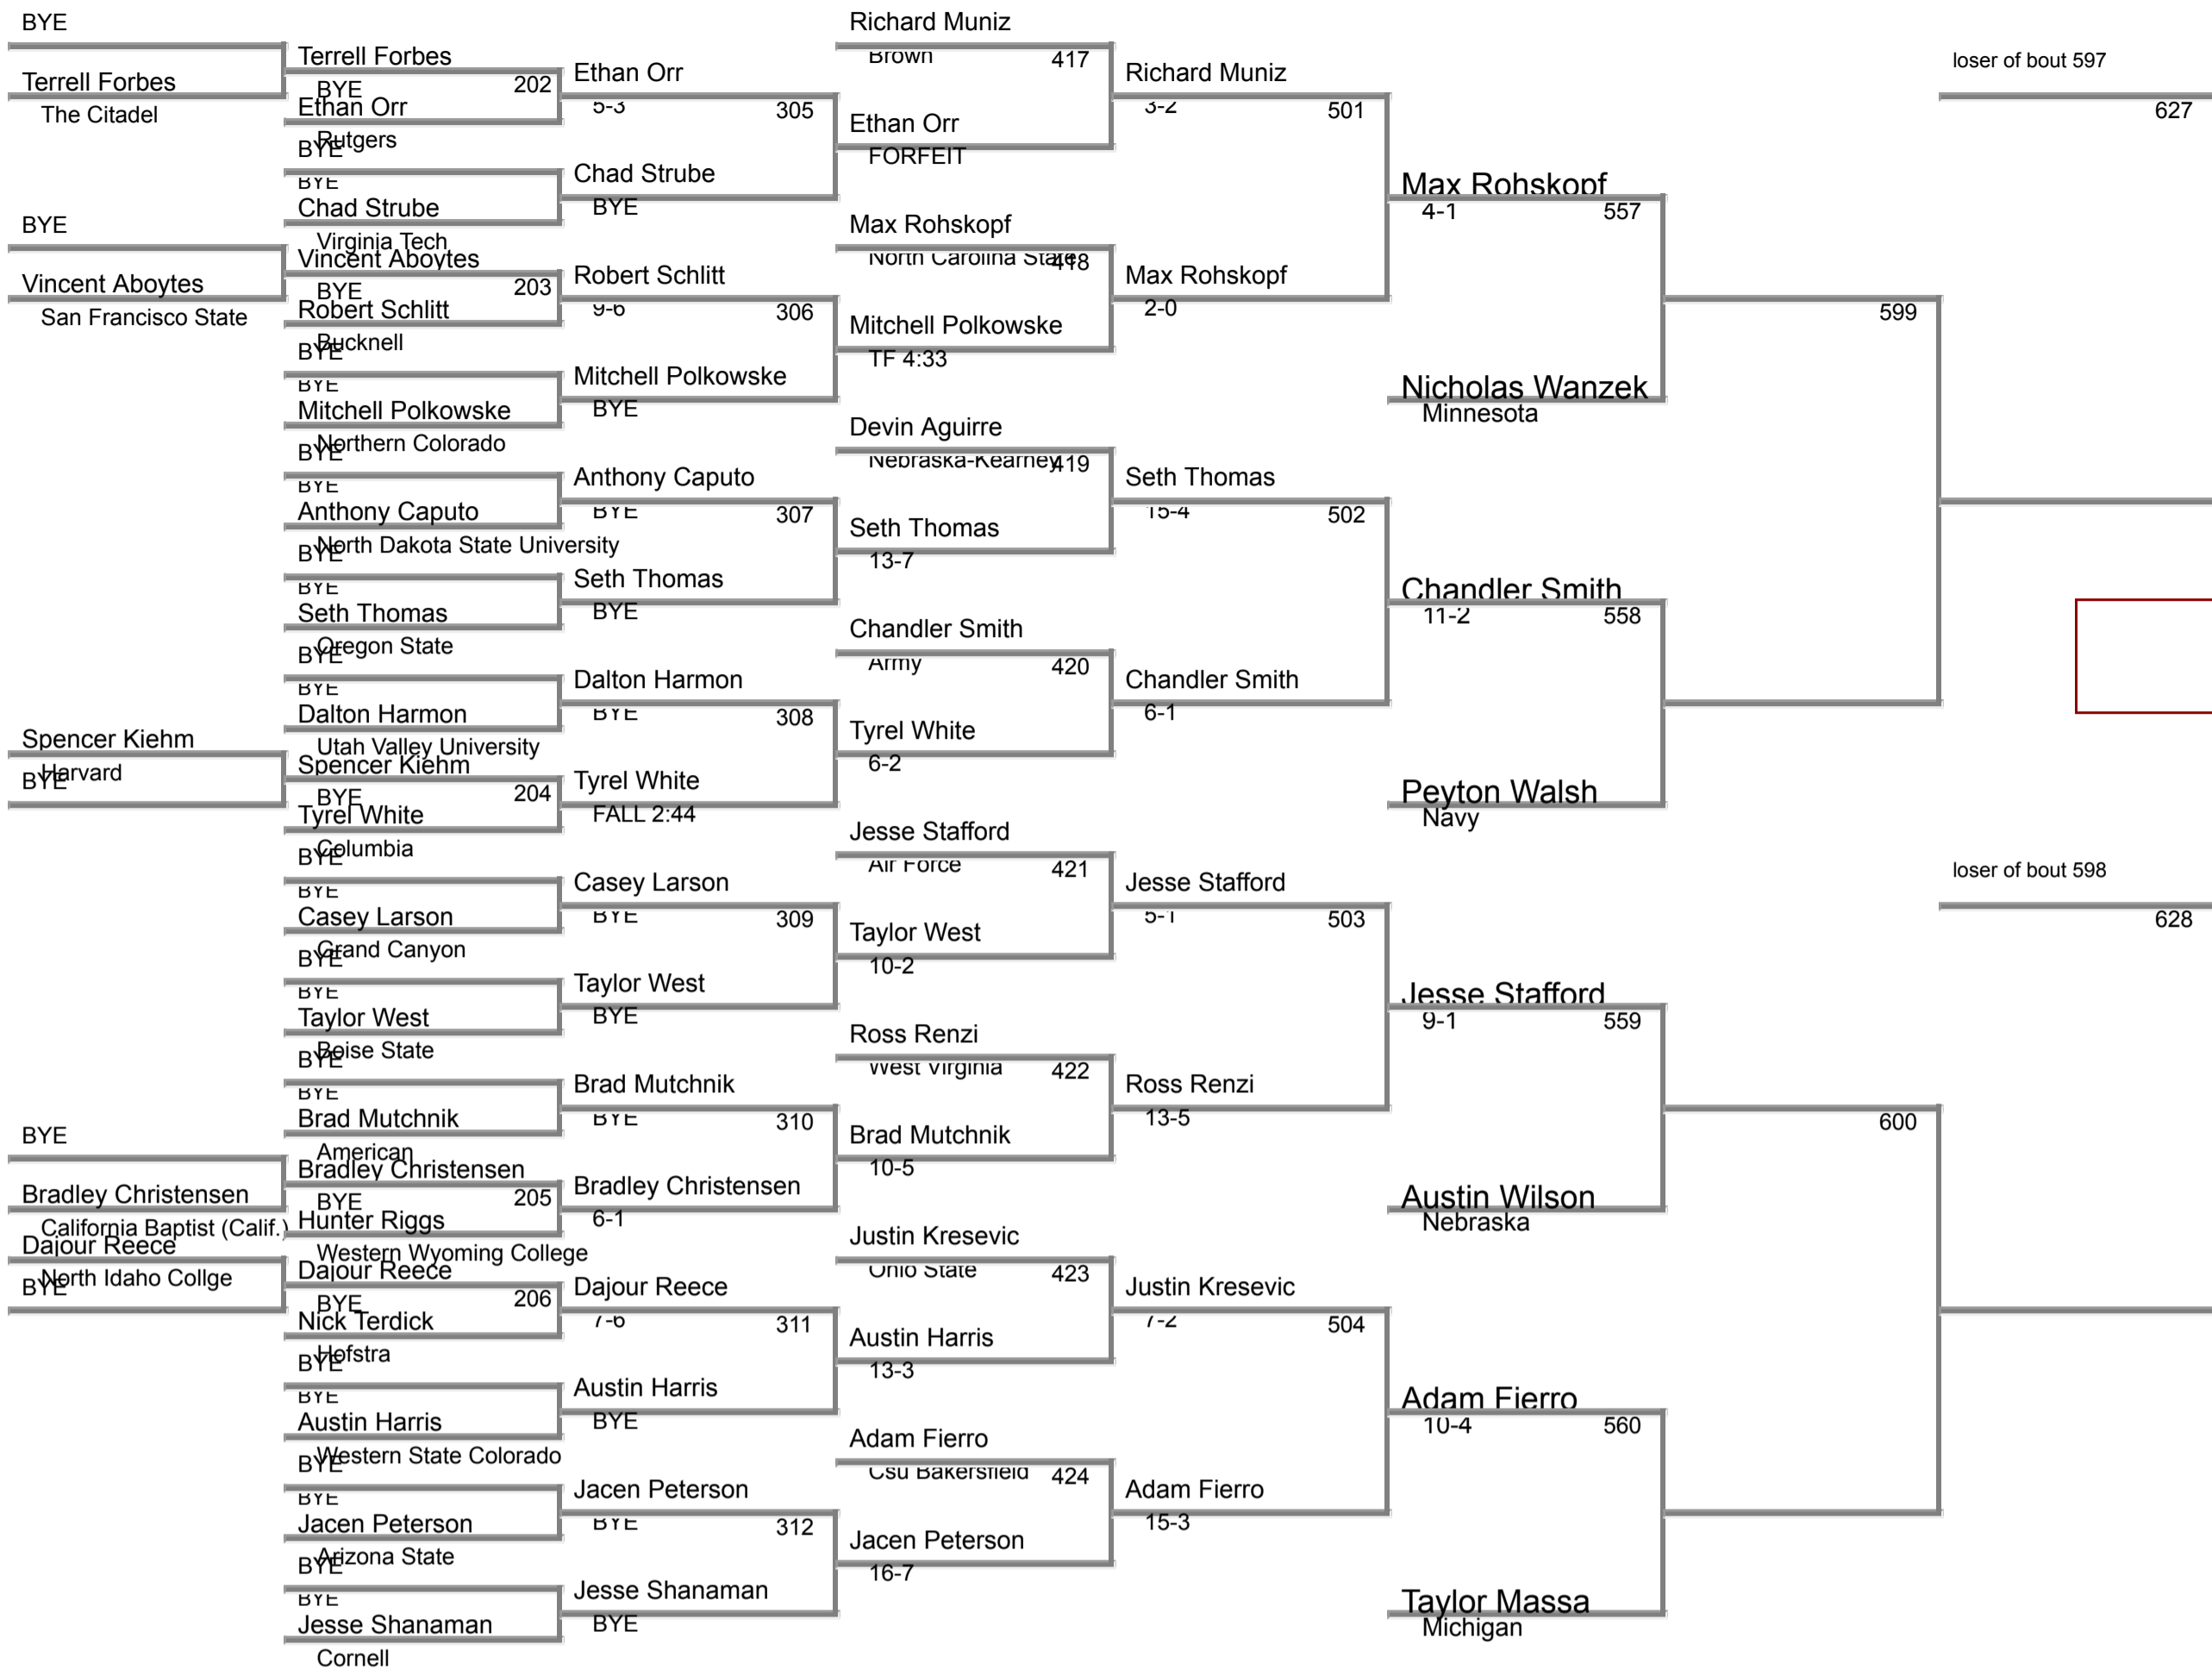 BYE
Terrell Forbes
The Citadel
BYE
Vincent Aboytes
San Francisco State
Spencer Kiehm
Harvard
BYE
BYE
Bradley Christensen
California Baptist (Calif.)
Dajour Reece
North Idaho Collge
BYE
Terrell Forbes
BYE
202
Ethan Orr
Rutgers
BYE
BYE
Chad Strube
Virginia Tech
Vincent Aboytes
BYE
203
Robert Schlitt
Bucknell
BYE
BYE
Mitchell Polkowske
Northern Colorado
BYE
BYE
Anthony Caputo
North Dakota State University
BYE
BYE
Seth Thomas
Oregon State
BYE
BYE
Dalton Harmon
Utah Valley University
Spencer Kiehm
BYE
204
Tyrel White
Columbia
BYE
BYE
Casey Larson
Grand Canyon
BYE
BYE
Taylor West
Boise State
BYE
BYE
Brad Mutchnik
American
Bradley Christensen
BYE
205
Hunter Riggs
Western Wyoming College
Dajour Reece
BYE
206
Nick Terdick
Hofstra
BYE
BYE
Austin Harris
Western State Colorado
BYE
BYE
Jacen Peterson
Arizona State
BYE
BYE
Jesse Shanaman
Cornell
Ethan Orr
5-3
305
Chad Strube
BYE
Robert Schlitt
9-6
306
Mitchell Polkowske
BYE
Anthony Caputo
BYE
307
Seth Thomas
BYE
Dalton Harmon
BYE
308
Tyrel White
FALL 2:44
Casey Larson
BYE
309
Taylor West
BYE
Brad Mutchnik
BYE
310
Bradley Christensen
6-1
Dajour Reece
7-6
311
Austin Harris
BYE
Jacen Peterson
BYE
312
Jesse Shanaman
BYE
Richard Muniz
Brown
417
Ethan Orr
FORFEIT
Max Rohskopf
North Carolina State
418
Mitchell Polkowske
TF 4:33
Devin Aguirre
Nebraska-Kearney
419
Seth Thomas
13-7
Chandler Smith
Army
420
Tyrel White
6-2
Jesse Stafford
Air Force
421
Taylor West
10-2
Ross Renzi
West Virginia
422
Brad Mutchnik
10-5
Justin Kresevic
Ohio State
423
Austin Harris
13-3
Adam Fierro
Csu Bakersfield
424
Jacen Peterson
16-7
Richard Muniz
3-2
501
Max Rohskopf
2-0
Seth Thomas
15-4
502
Chandler Smith
6-1
Jesse Stafford
5-1
503
Ross Renzi
13-5
Justin Kresevic
7-2
504
Adam Fierro
15-3
Max Rohskopf
4-1
557
Nicholas Wanzek
Minnesota
Chandler Smith
11-2
558
Peyton Walsh
Navy
Jesse Stafford
9-1
559
Austin Wilson
Nebraska
Adam Fierro
10-4
560
Taylor Massa
Michigan
599
600
loser of bout 597
627
loser of bout 598
628